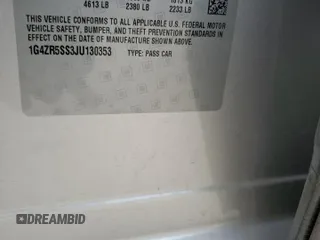 4613 LB 2380 LB 2233 LB
THIS VEHICLE CONFORMS TO ALL APPLICABLE U.S. FEDERAL MOTOR
VEHICLE SAFETY, BUMPER, AND THEFT PREVENTION STANDARDS
IN EFFECT ON THE DATE OF MANUFACTURE SHOWN ABOVE.
1G4ZR5SS3JU130353 TYPE: PASS CAR
DREAMBID